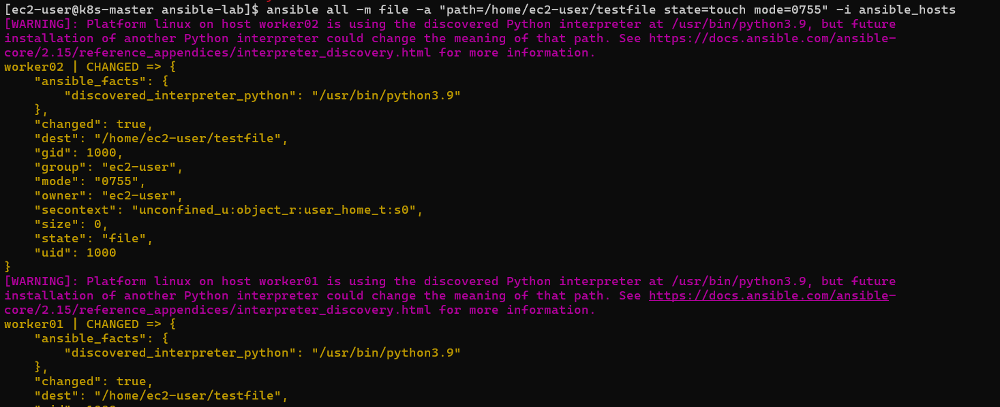 [ec2-user@k8s-master ansible-lab]$ ansible all -m file -a "path=/home/ec2-user/testfile state=touch mode=0755" -i ansible_hosts
[WARNING]: Platform linux on host worker02 is using the discovered Python interpreter at /usr/bin/python3.9, but future
installation of another Python interpreter could change the meaning of that path. See https://docs.ansible.com/ansible-
core/2.15/reference_appendices/interpreter_discovery.html for more information.
worker02 | CHANGED => {
    "ansible_facts": {
        "discovered_interpreter_python": "/usr/bin/python3.9"
    },
    "changed": true,
    "dest": "/home/ec2-user/testfile",
    "gid": 1000,
    "group": "ec2-user",
    "mode": "0755",
    "owner": "ec2-user",
    "secontext": "unconfined_u:object_r:user_home_t:s0",
    "size": 0,
    "state": "file",
    "uid": 1000
}
[WARNING]: Platform linux on host worker01 is using the discovered Python interpreter at /usr/bin/python3.9, but future
installation of another Python interpreter could change the meaning of that path. See https://docs.ansible.com/ansible-
core/2.15/reference_appendices/interpreter_discovery.html for more information.
worker01 | CHANGED => {
    "ansible_facts": {
        "discovered_interpreter_python": "/usr/bin/python3.9"
    },
    "changed": true,
    "dest": "/home/ec2-user/testfile",